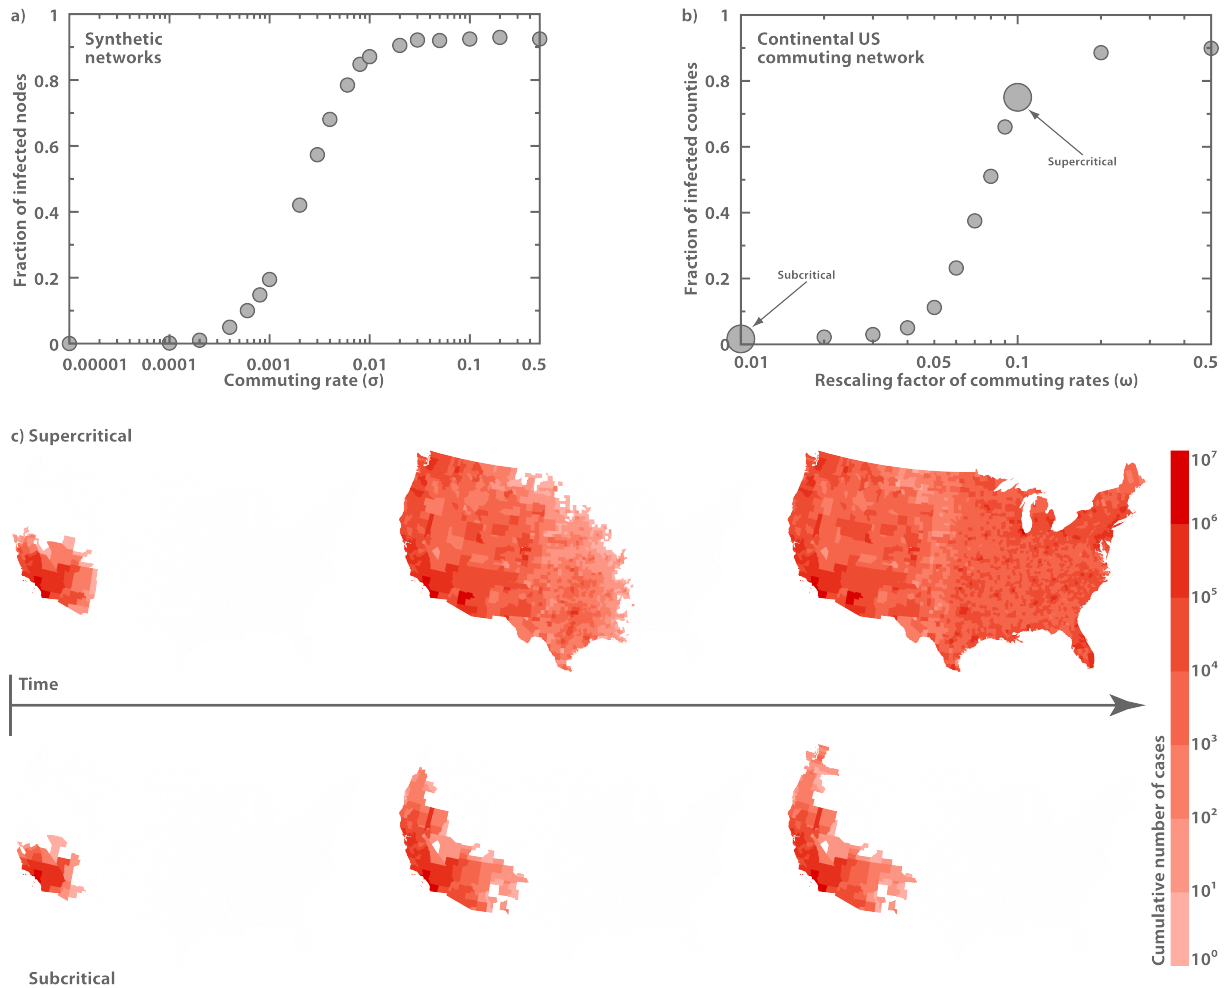 a)
Synthetic
networks
1
0.8
0.6
0.4
0.2
0
Fraction of infected nodes
0.00001 0.0001 0.001 0.01 0.1 0.5
Commuting rate (σ)
b)
Continental US
commuting network
1
0.8
0.6
0.4
0.2
0
Fraction of infected counties
Supercritical
Subcritical
0.01 0.05 0.1 0.5
Rescaling factor of commuting rates (ω)
c) Supercritical
Time
Subcritical
10⁷
10⁶
10⁵
10⁴
10³
10²
10¹
10⁰
Cumulative number of cases